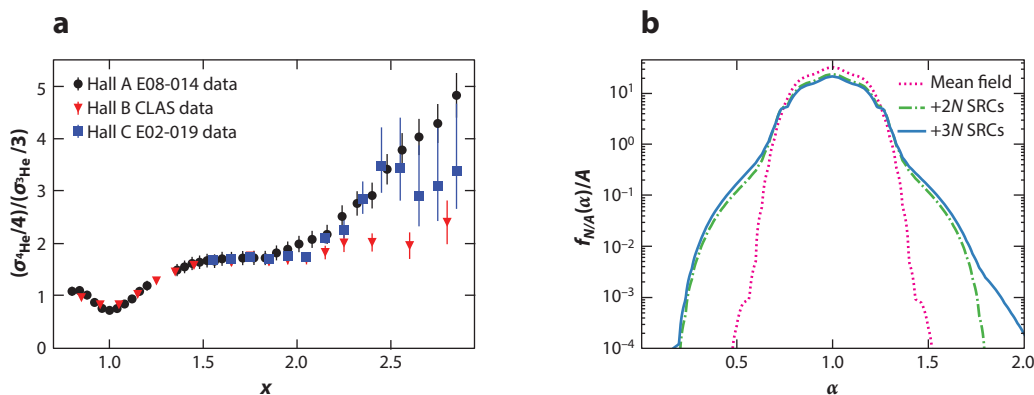 a
(σ⁴He/4)/(σ³He/3)
5
4
3
2
1
0
Hall A E08-014 data
Hall B CLAS data
Hall C E02-019 data
1.0
1.5
2.0
2.5
x
b
f_{N/A}(α)/A
10¹
10⁰
10⁻¹
10⁻²
10⁻³
10⁻⁴
Mean field
+2N SRCs
+3N SRCs
0.5
1.0
1.5
2.0
α